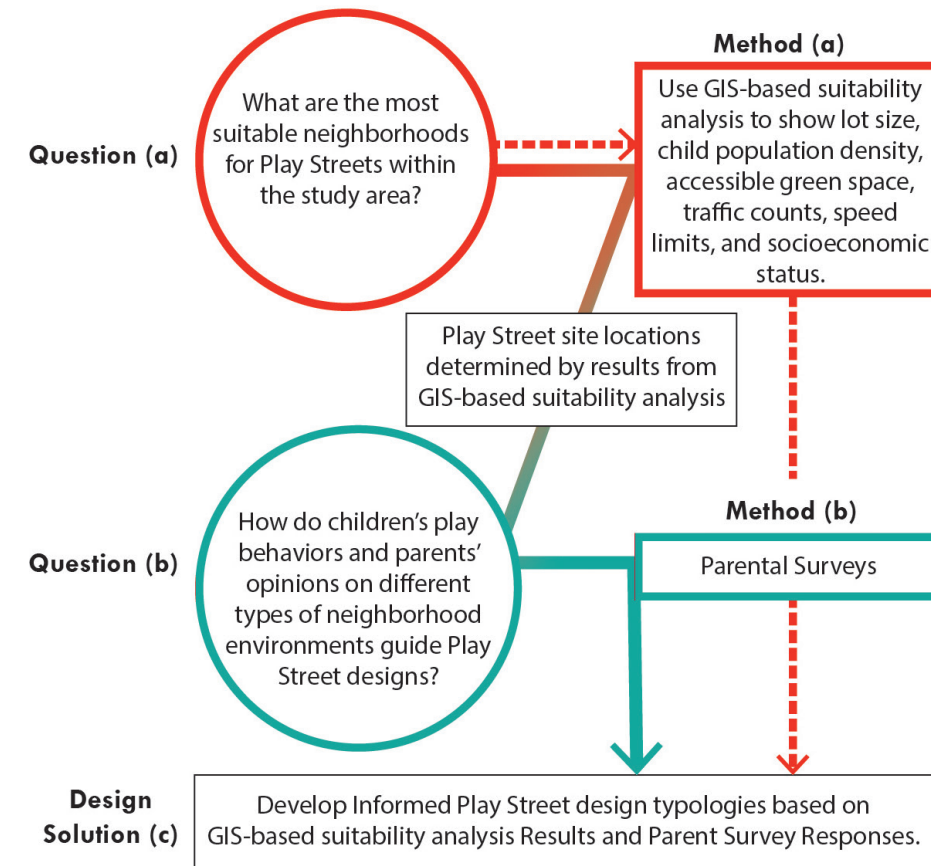 Method (a)
Question (a)
What are the most
suitable neighborhoods
for Play Streets within
the study area?
Use GIS-based suitability
analysis to show lot size,
child population density,
accessible green space,
traffic counts, speed
limits, and socioeconomic
status.
Play Street site locations
determined by results from
GIS-based suitability analysis
Method (b)
Question (b)
How do children’s play
behaviors and parents’
opinions on different
types of neighborhood
environments guide Play
Street designs?
Parental Surveys
Design
Solution (c)
Develop Informed Play Street design typologies based on
GIS-based suitability analysis Results and Parent Survey Responses.